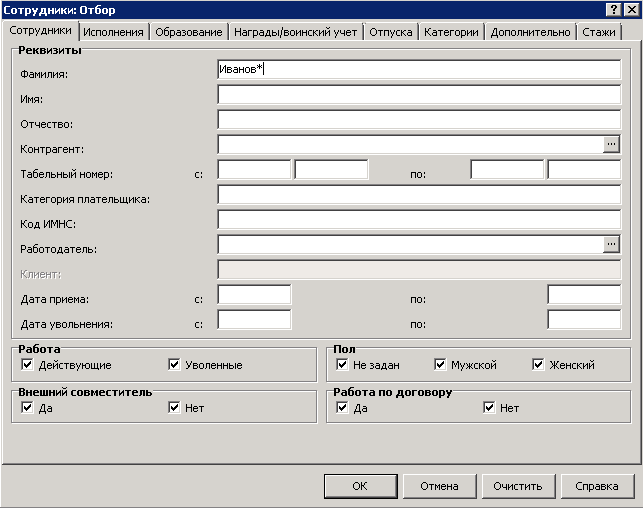 Сотрудники: Отбор
Сотрудники Исполнения Образование Награды/воинский учет Отпуска Категории Дополнительно Стажи
Реквизиты
Фамилия: Иванов*
Имя:
Отчество:
Контрагент: ...
Табельный номер: с: по:
Категория плательщика:
Код ИМНС:
Работодатель: ...
Клиент:
Дата приема: с: по:
Дата увольнения: с: по:
Работа Пол
Действующие Уволенные Не задан Мужской Женский
Внешний совместитель Работа по договору
Да Нет Да Нет
OK Отмена Очистить Справка